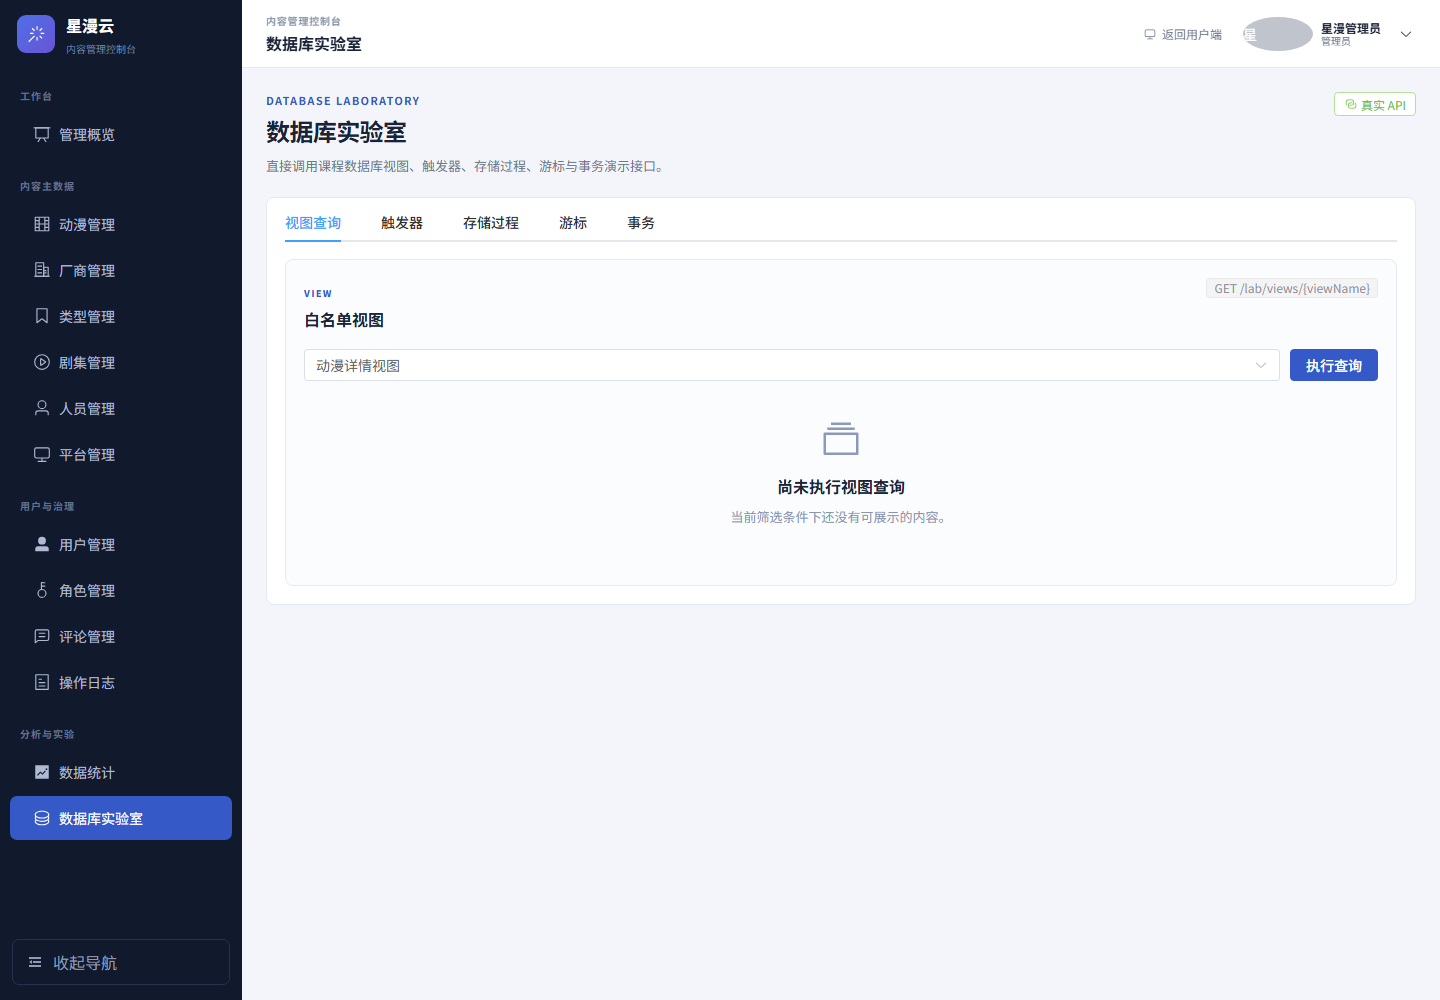 星漫云
内容管理控制台
工作台
管理概览
内容主数据
动漫管理
厂商管理
类型管理
剧集管理
人员管理
平台管理
用户与治理
用户管理
角色管理
评论管理
操作日志
分析与实验
数据统计
数据库实验室
收起导航
内容管理控制台
数据库实验室
返回用户端
星
星漫管理员
管理员
DATABASE LABORATORY
数据库实验室
直接调用课程数据库视图、触发器、存储过程、游标与事务演示接口。
真实 API
视图查询 触发器 存储过程 游标 事务
VIEW
白名单视图
GET /lab/views/{viewName}
动漫详情视图
执行查询
尚未执行视图查询
当前筛选条件下还没有可展示的内容。